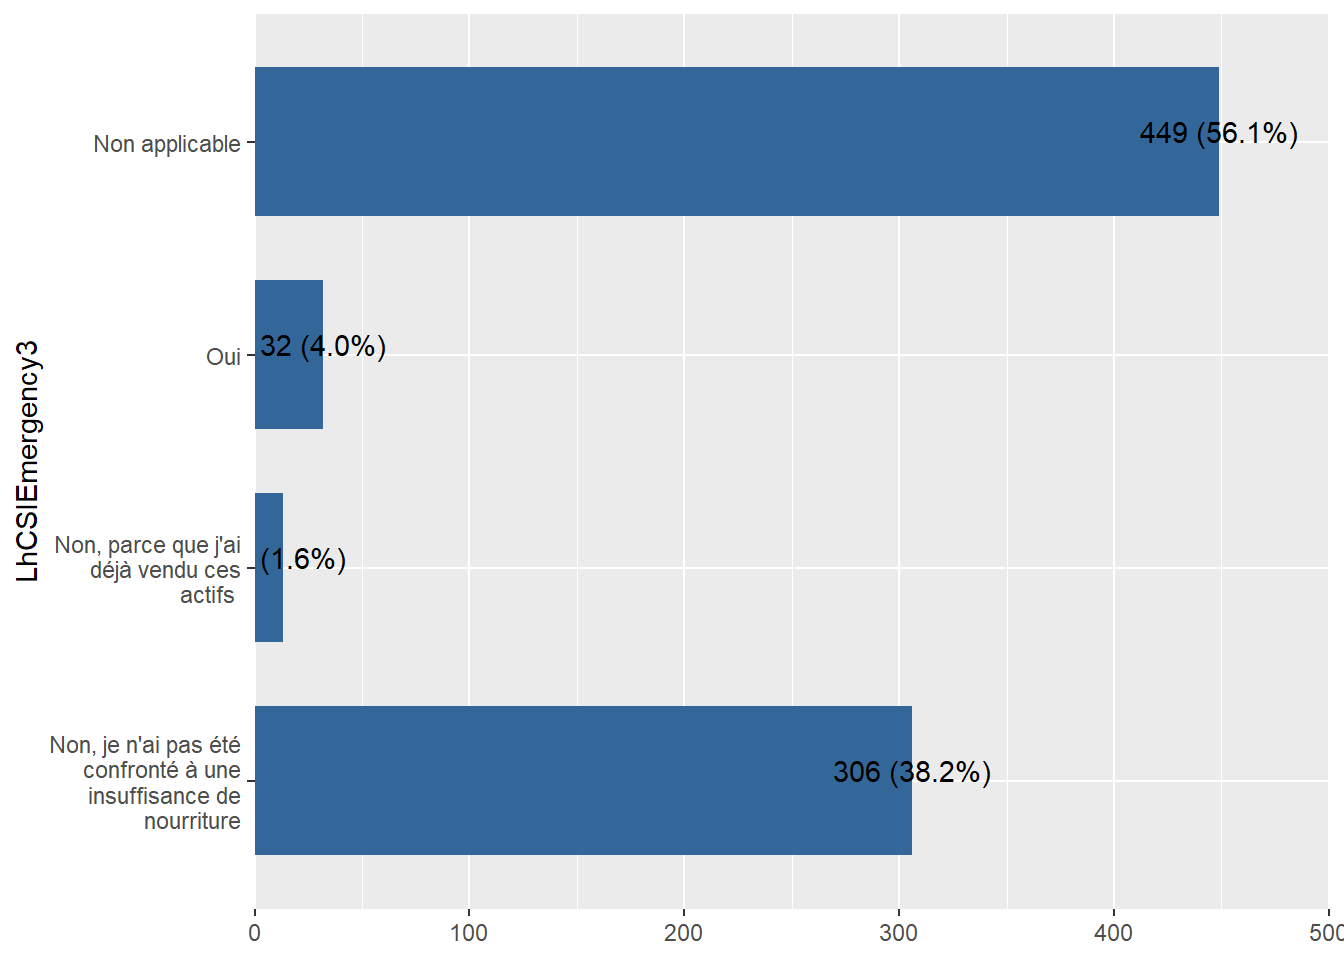 LhCSIEmergency3
Non applicable
449 (56.1%)
Oui
32 (4.0%)
Non, parce que j'ai
déjà vendu ces
actifs
(1.6%)
Non, je n'ai pas été
confronté à une
insuffisance de
nourriture
306 (38.2%)
0 100 200 300 400 500